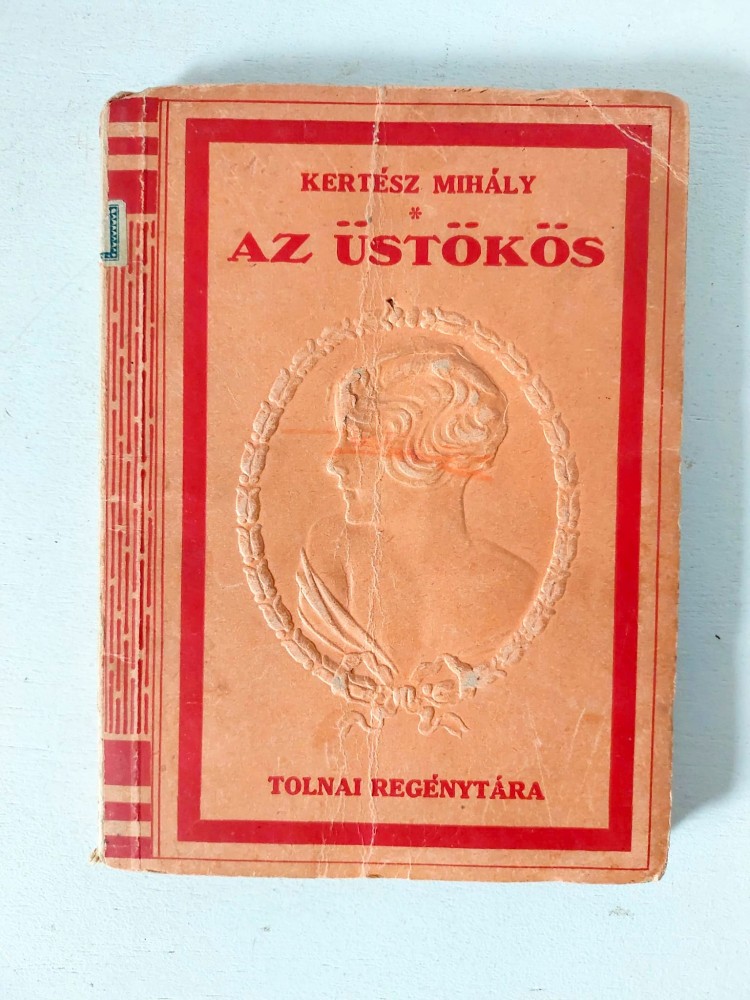 KERTÉSZ MIHÁLY
*
AZ ÜSTÖKÖS
TOLNAI REGÉNYTÁRA